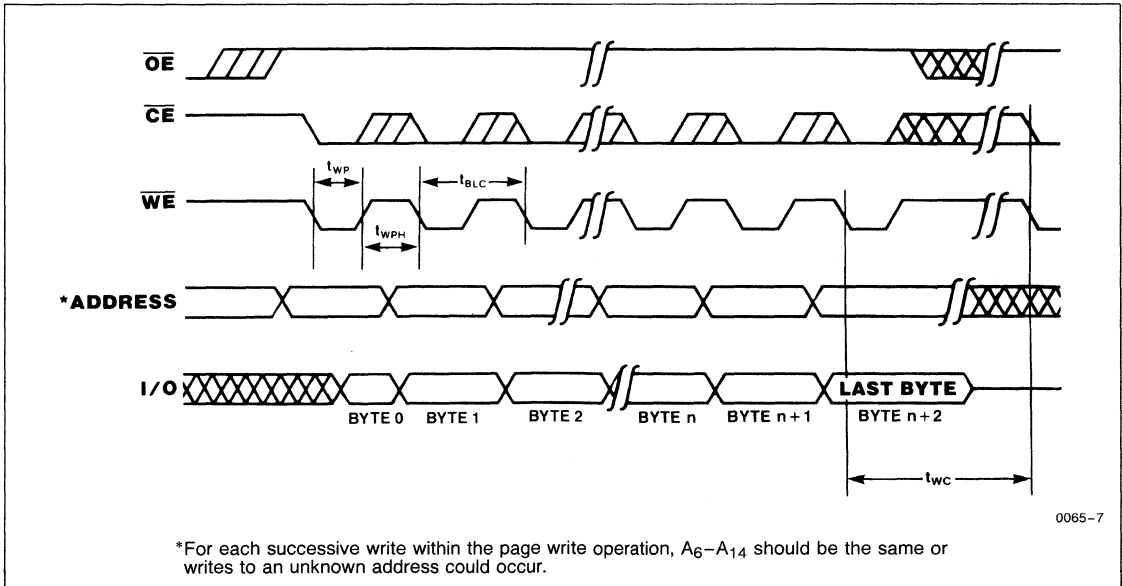 OE
CE
tWP
tBLC
WE
tWPH
*ADDRESS
I/O
LAST BYTE
BYTE 0 BYTE 1 BYTE 2 BYTE n BYTE n+1 BYTE n+2
tWC
0065-7
*For each successive write within the page write operation, A6–A14 should be the same or
writes to an unknown address could occur.